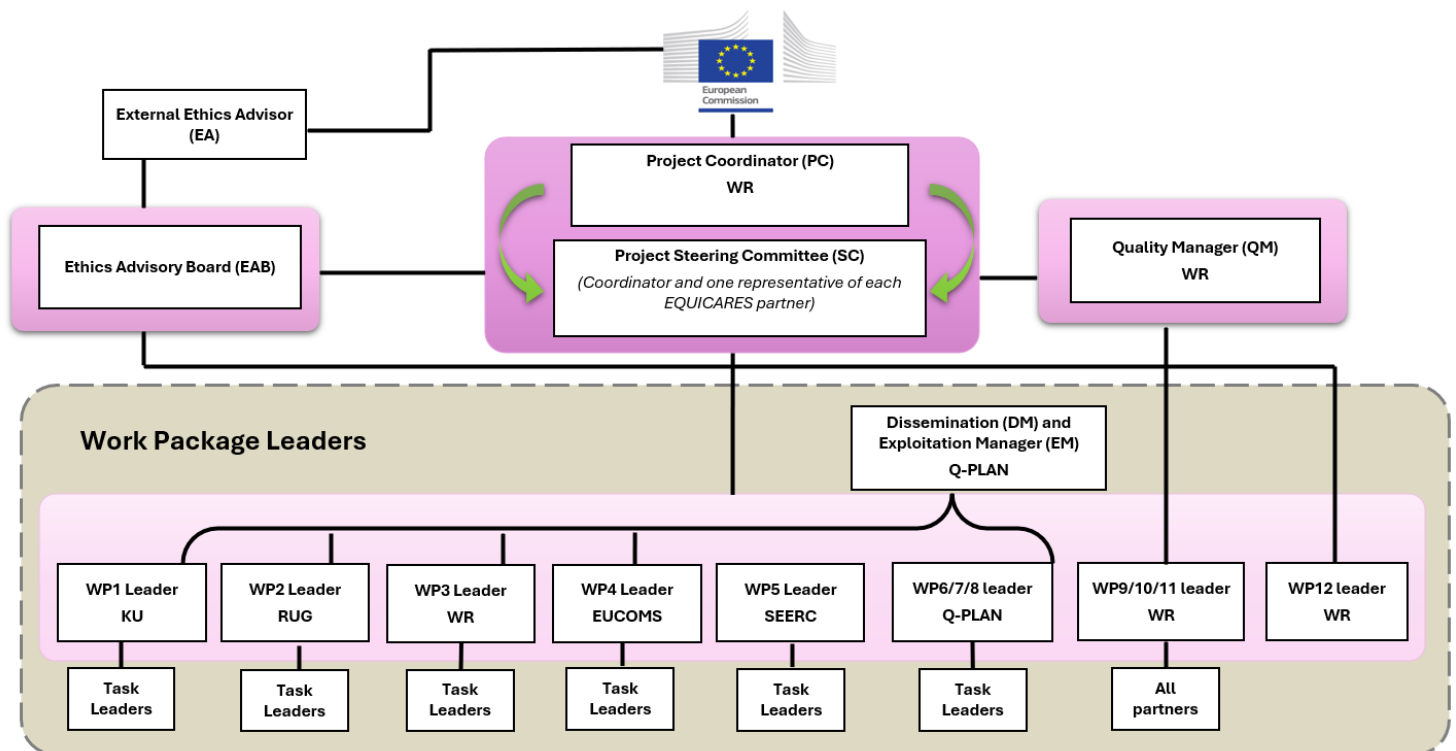 European
Commission
External Ethics Advisor
(EA)
Project Coordinator (PC)
WR
Ethics Advisory Board (EAB)
Project Steering Committee (SC)
(Coordinator and one representative of each
EQUICARES partner)
Quality Manager (QM)
WR
Work Package Leaders
Dissemination (DM) and
Exploitation Manager (EM)
Q-PLAN
WP1 Leader
KU
WP2 Leader
RUG
WP3 Leader
WR
WP4 Leader
EUCOMS
WP5 Leader
SEERC
WP6/7/8 leader
Q-PLAN
WP9/10/11 leader
WR
WP12 leader
WR
Task
Leaders
Task
Leaders
Task
Leaders
Task
Leaders
Task
Leaders
Task
Leaders
All
partners